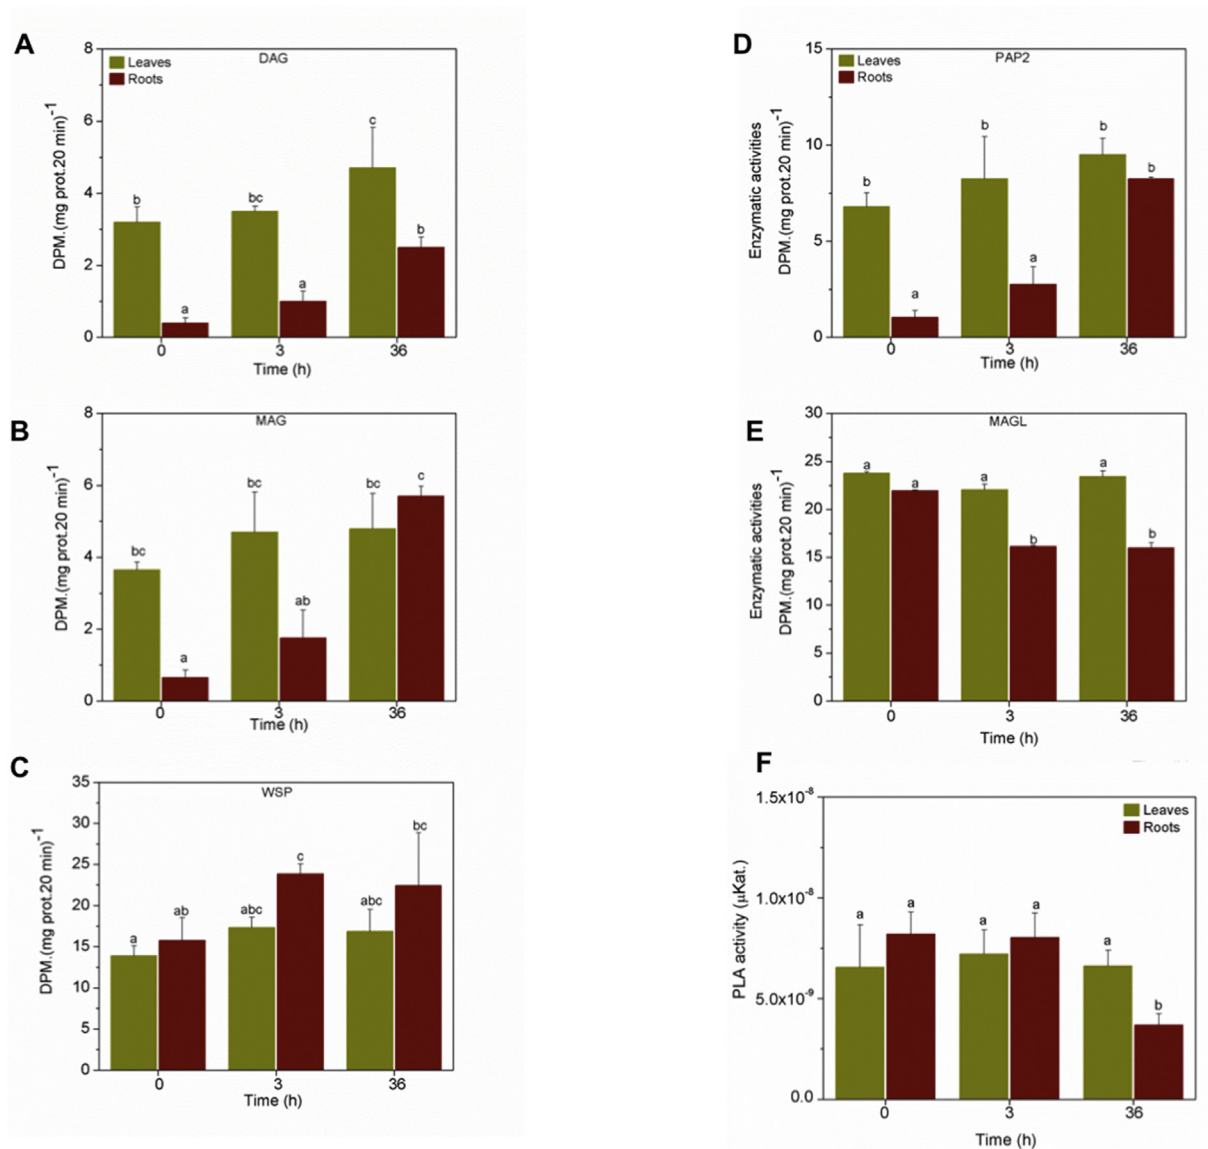 A
DAG
Leaves
Roots
DPM.(mg prot.20 min)⁻¹
8
6
4
2
0
b
a
bc
a
c
b
0
3
36
Time (h)
B
MAG
DPM.(mg prot.20 min)⁻¹
8
6
4
2
0
bc
a
bc
ab
bc
c
0
3
36
Time (h)
C
WSP
DPM.(mg prot.20 min)⁻¹
35
30
25
20
15
10
5
0
a
ab
abc
c
abc
bc
0
3
36
Time (h)
D
PAP2
Leaves
Roots
Enzymatic activities
DPM.(mg prot.20 min)⁻¹
15
10
5
0
b
a
b
a
b
b
0
3
36
Time (h)
E
MAGL
Enzymatic activities
DPM.(mg prot.20 min)⁻¹
30
25
20
15
10
5
0
a
a
a
b
a
b
0
3
36
Time (h)
F
Leaves
Roots
PLA activity (µKat.)
1.5x10⁻⁸
1.0x10⁻⁸
5.0x10⁻⁹
0.0
a
a
a
a
a
b
0
3
36
Time (h)